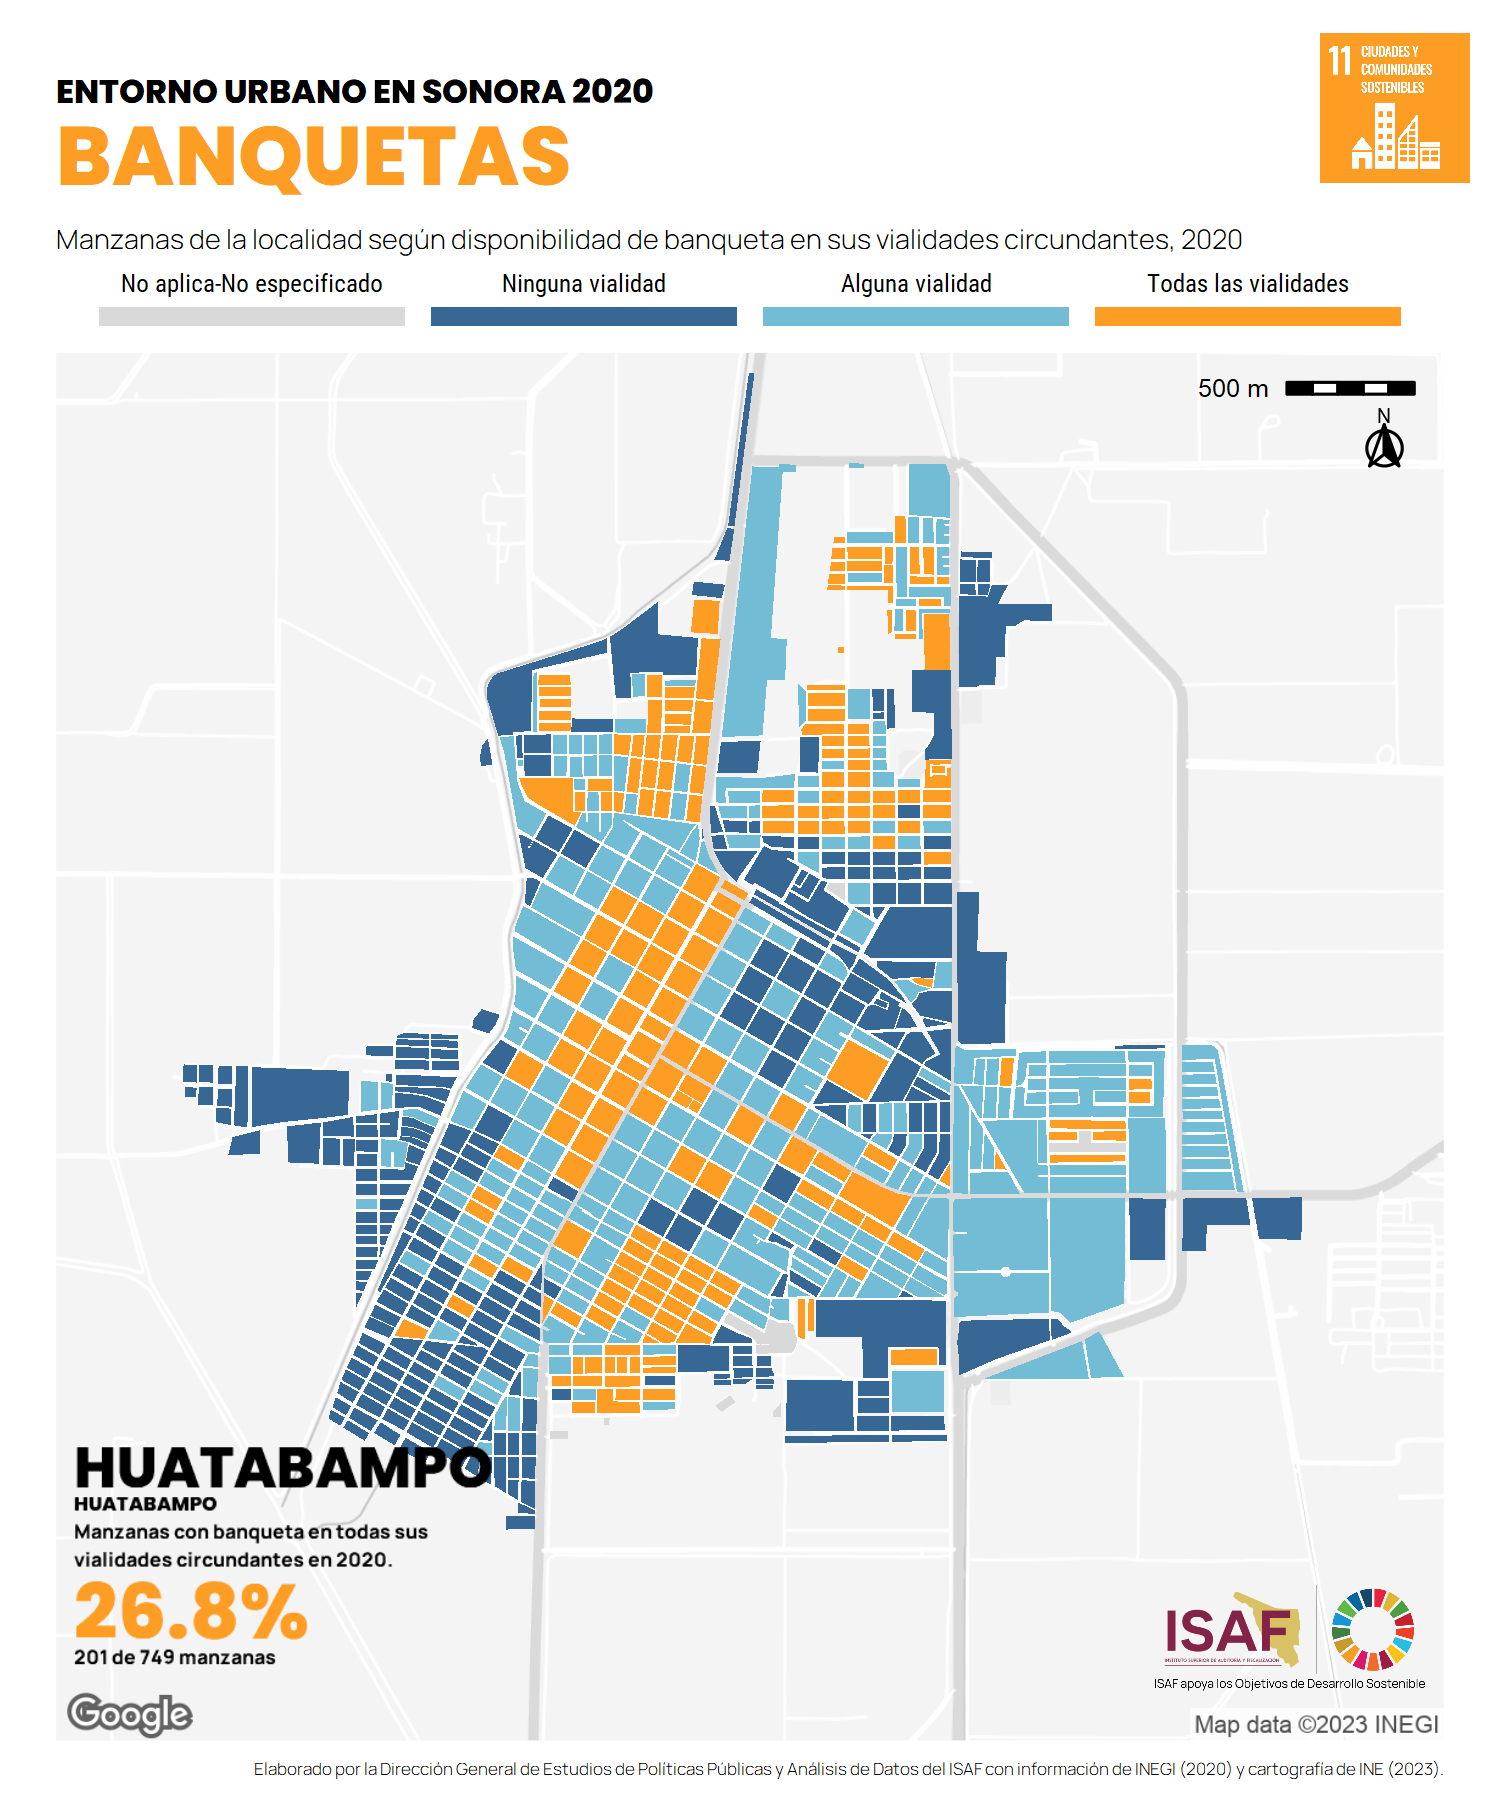 11 CIUDADES Y
COMUNIDADES
SOSTENIBLES
ENTORNO URBANO EN SONORA 2020
BANQUETAS
Manzanas de la localidad según disponibilidad de banqueta en sus vialidades circundantes, 2020
No aplica-No especificado
Ninguna vialidad
Alguna vialidad
Todas las vialidades
500 m
N
HUATABAMPO
HUATABAMPO
Manzanas con banqueta en todas sus
vialidades circundantes en 2020.
26.8%
201 de 749 manzanas
Google
ISAF
INSTITUTO SUPERIOR DE AUDITORÍA Y FISCALIZACIÓN
ISAF apoya los Objetivos de Desarrollo Sostenible
Map data ©2023 INEGI
Elaborado por la Dirección General de Estudios de Políticas Públicas y Análisis de Datos del ISAF con información de INEGI (2020) y cartografía de INE (2023).